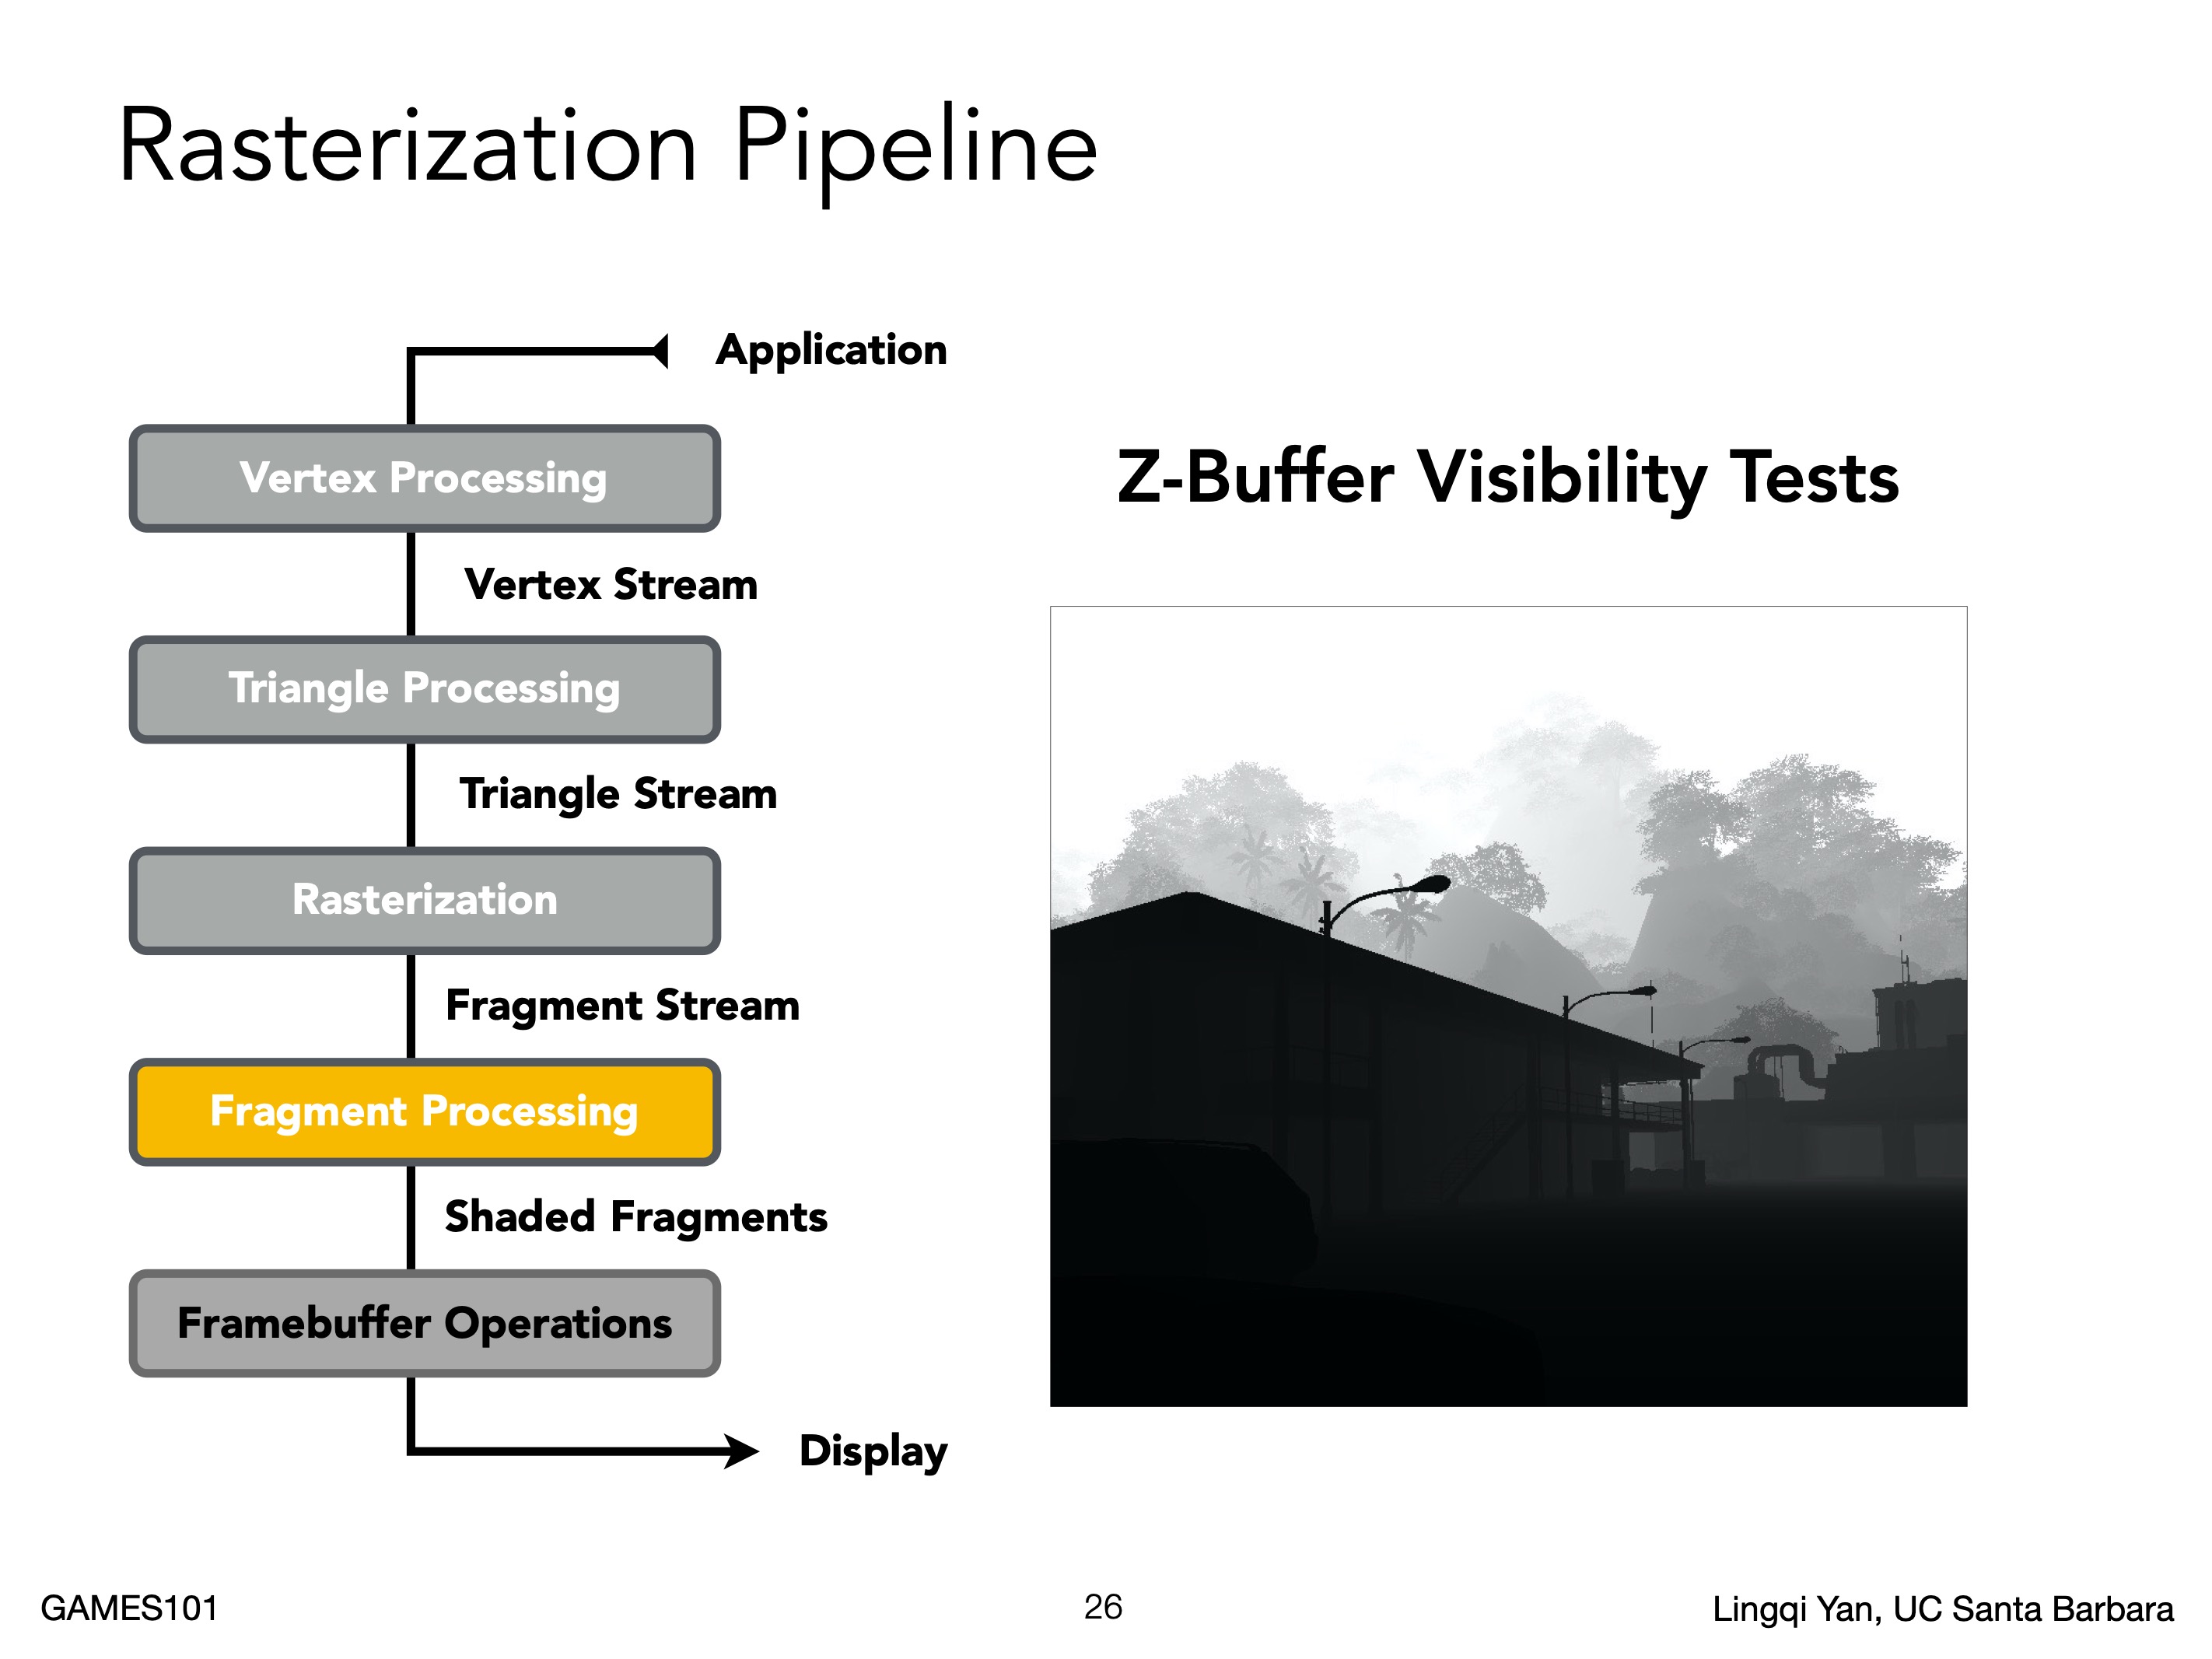 Rasterization Pipeline
Application
Vertex Processing
Vertex Stream
Triangle Processing
Triangle Stream
Rasterization
Fragment Stream
Fragment Processing
Shaded Fragments
Framebuffer Operations
Display
Z-Buffer Visibility Tests
GAMES101
26
Lingqi Yan, UC Santa Barbara